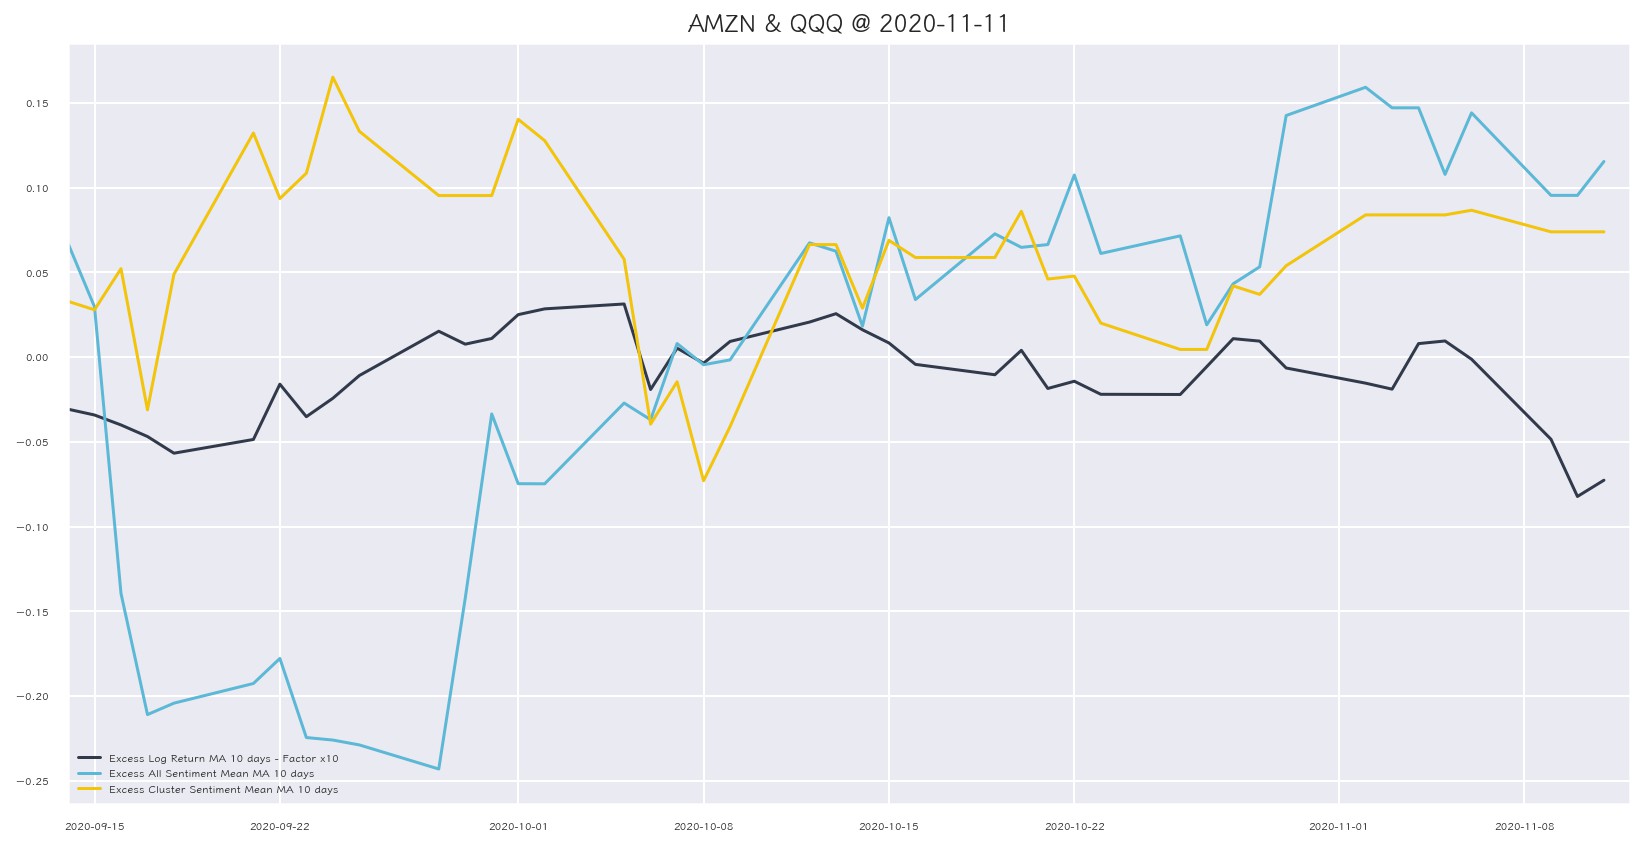 AMZN & QQQ @ 2020-11-11
0.15
0.10
0.05
0.00
−0.05
−0.10
−0.15
−0.20
−0.25
Excess Log Return MA 10 days - Factor x10
Excess All Sentiment Mean MA 10 days
Excess Cluster Sentiment Mean MA 10 days
2020-09-15 2020-09-22 2020-10-01 2020-10-08 2020-10-15 2020-10-22 2020-11-01 2020-11-08